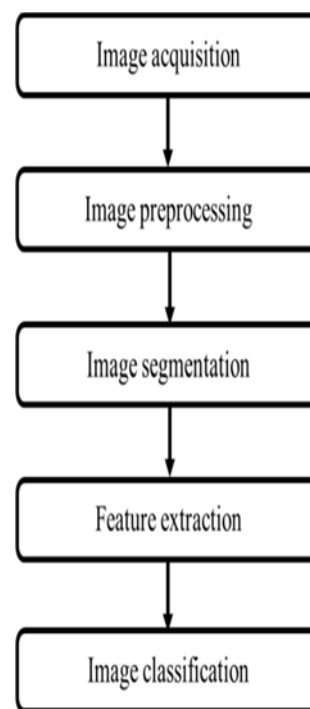 Image acquisition
Image preprocessing
Image segmentation
Feature extraction
Image classification